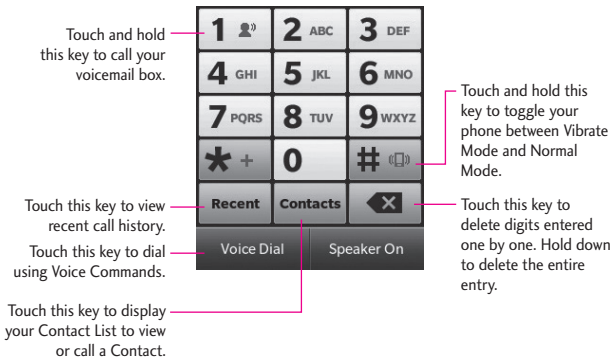 Touch and hold
this key to call your
voicemail box.
1
2 ABC
3 DEF
4 GHI
5 JKL
6 MNO
7 PQRS
8 TUV
9 WXYZ
* +
0
#
Recent
Contacts
Voice Dial
Speaker On
Touch and hold this
key to toggle your
phone between Vibrate
Mode and Normal
Mode.
Touch this key to view
recent call history.
Touch this key to
delete digits entered
one by one. Hold down
to delete the entire
entry.
Touch this key to dial
using Voice Commands.
Touch this key to display
your Contact List to view
or call a Contact.